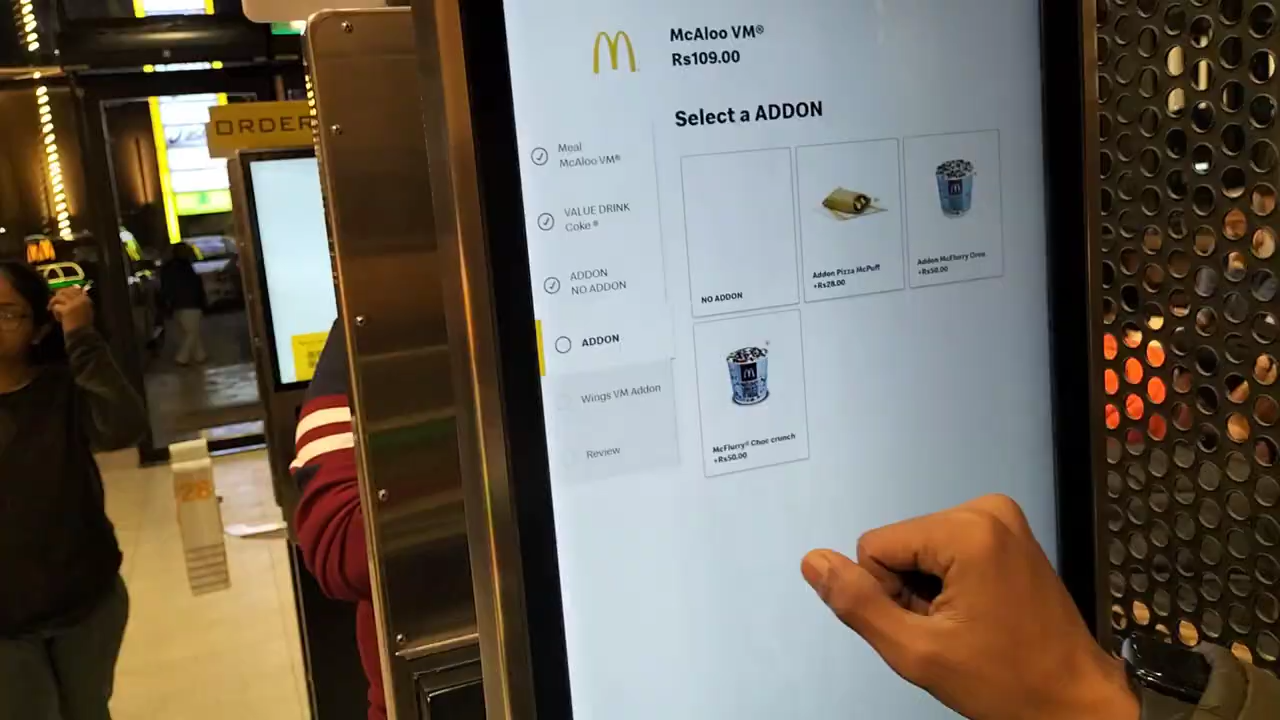 McAloo VM®
Rs109.00
Select a ADDON
Meal
McAloo VM®
VALUE DRINK
Coke®
ADDON
NO ADDON
ADDON
Wings VM Addon
Review
NO ADDON
Addon Pizza McPuff
+Rs28.00
Addon McFlurry Oreo
+Rs50.00
McFlurry® Choc crunch
+Rs50.00
ORDER
28